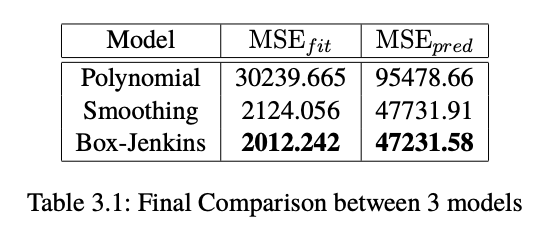 Model MSE_fit MSE_pred
Polynomial 30239.665 95478.66
Smoothing 2124.056 47731.91
Box-Jenkins 2012.242 47231.58
Table 3.1: Final Comparison between 3 models